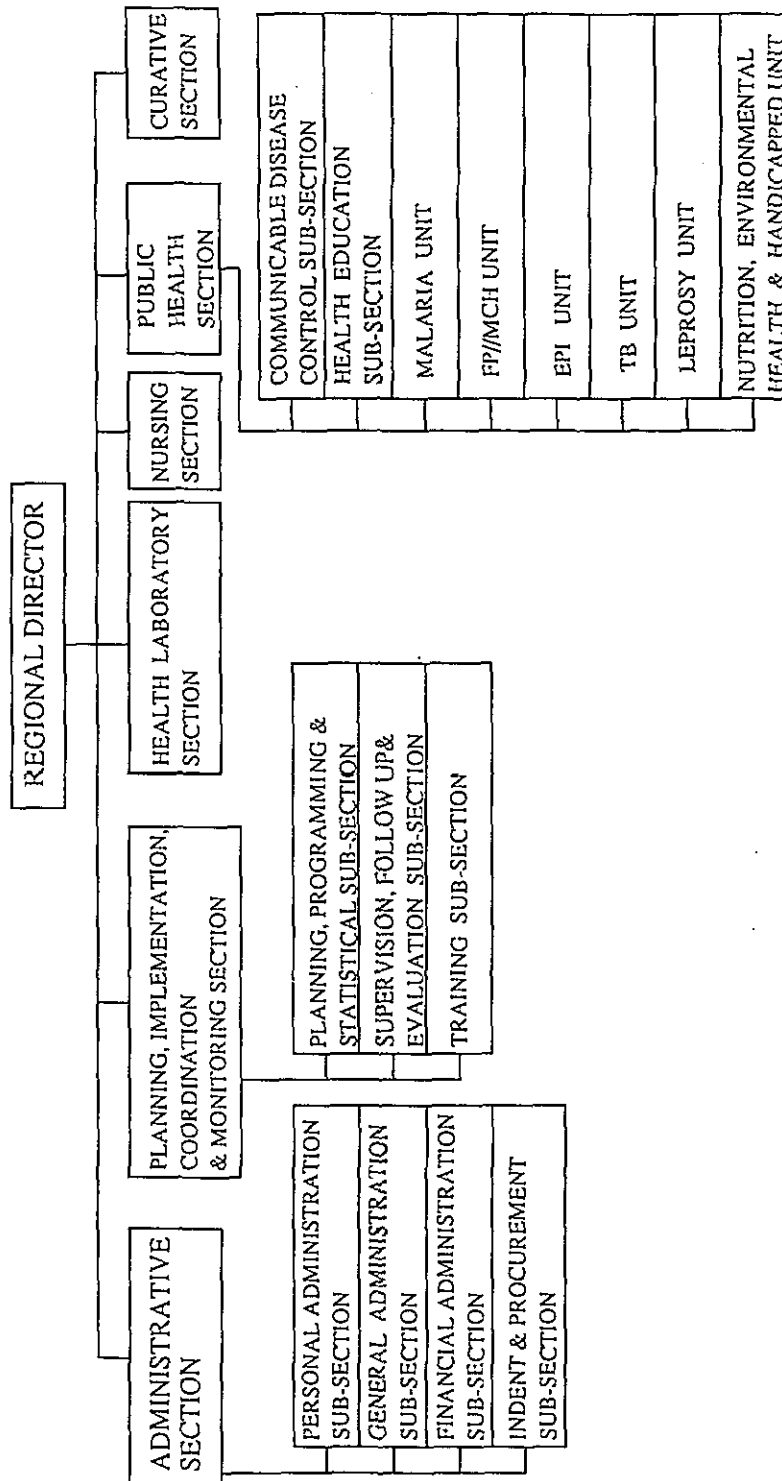 REGIONAL DIRECTOR
ADMINISTRATIVE
SECTION
PLANNING, IMPLEMENTATION,
COORDINATION
& MONITORING SECTION
HEALTH LABORATORY
SECTION
NURSING
SECTION
PUBLIC
HEALTH
SECTION
CURATIVE
SECTION
PERSONAL ADMINISTRATION
SUB-SECTION
GENERAL ADMINISTRATION
SUB-SECTION
FINANCIAL ADMINISTRATION
SUB-SECTION
INDENT & PROCUREMENT
SUB-SECTION
PLANNING, PROGRAMMING &
STATISTICAL SUB-SECTION
SUPERVISION, FOLLOW UP&
EVALUATION SUB-SECTION
TRAINING SUB-SECTION
COMMUNICABLE DISEASE
CONTROL SUB-SECTION
HEALTH EDUCATION
SUB-SECTION
MALARIA UNIT
FP//MCH UNIT
EPI UNIT
TB UNIT
LEPROSY UNIT
NUTRITION, ENVIRONMENTAL
HEALTH & HANDICAPPED UNIT